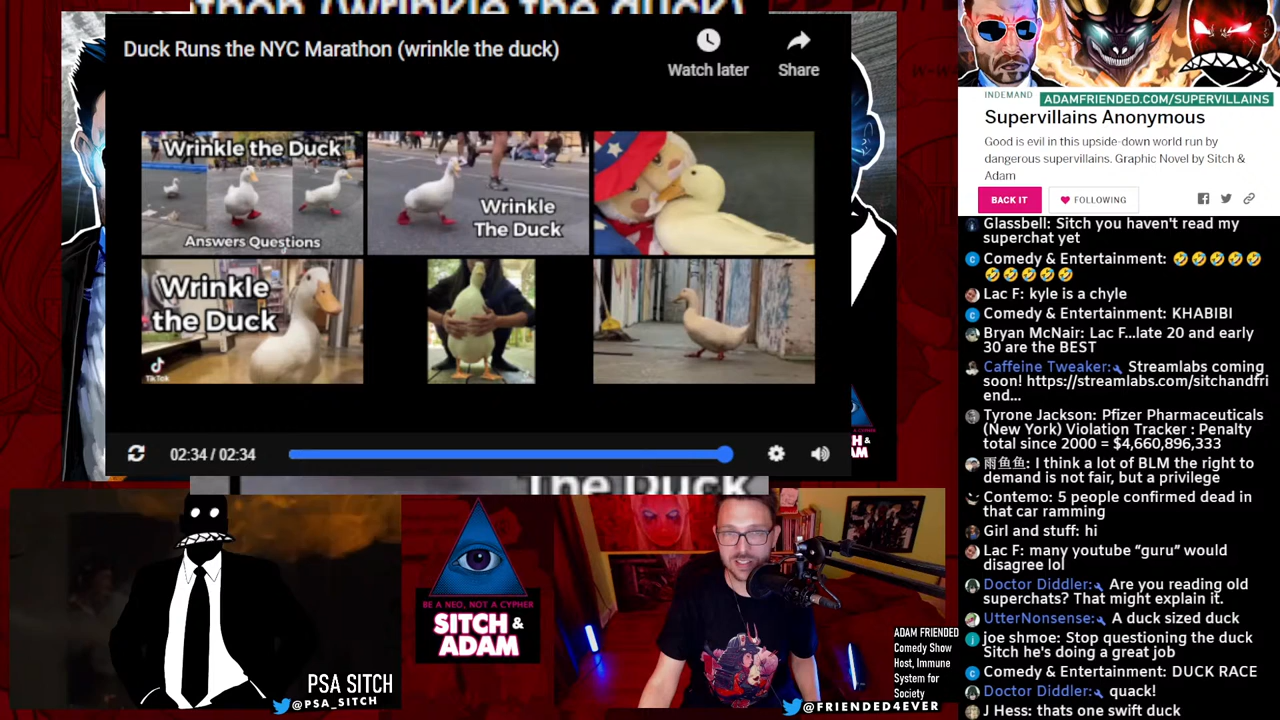 Duck Runs the NYC Marathon (wrinkle the duck)
Watch later
Share
Wrinkle the Duck
Answers Questions
Wrinkle
The Duck
Wrinkle
the Duck
TikTok
02:34 / 02:34
The Duck
H &
AM
BE A NEO, NOT A CYPHER
SITCH &
ADAM
PSA SITCH
@PSA_SITCH
ADAM FRIENDED
Comedy Show
Host, Immune
System for
Society
@FRIENDED4EVER
INDEMAND
ADAMFRIENDED.COM/SUPERVILLAINS
Supervillains Anonymous
Good is evil in this upside-down world run by
dangerous supervillains. Graphic Novel by Sitch &
Adam
BACK IT
FOLLOWING
Glassbell: Sitch you haven't read my
superchat yet
Comedy & Entertainment: 🤣🤣🤣🤣🤣
🤣🤣🤣🤣🤣
Lac F: kyle is a chyle
Comedy & Entertainment: KHABIBI
Bryan McNair: Lac F...late 20 and early
30 are the BEST
Caffeine Tweaker: Streamlabs coming
soon! https://streamlabs.com/sitchandfri
end...
Tyrone Jackson: Pfizer Pharmaceuticals
(New York) Violation Tracker : Penalty
total since 2000 = $4,660,896,333
雨鱼鱼: I think a lot of BLM the right to
demand is not fair, but a privilege
Contemo: 5 people confirmed dead in
that car ramming
Girl and stuff: hi
Lac F: many youtube “guru” would
disagree lol
Doctor Diddler: Are you reading old
superchats? That might explain it.
UtterNonsense: A duck sized duck
joe shmoe: Stop questioning the duck
Sitch he's doing a great job
Comedy & Entertainment: DUCK RACE
Doctor Diddler: quack!
J Hess: thats one swift duck